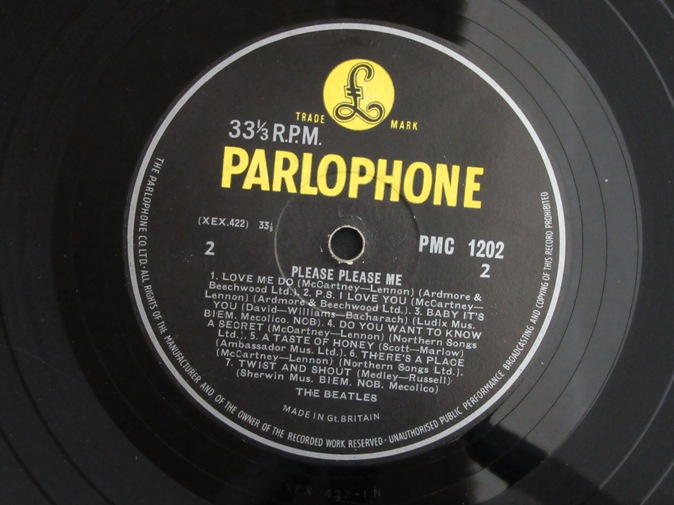 £
TRADE MARK
33⅓ R.P.M.
PARLOPHONE
(XEX.422) 33⅓
2
PMC 1202
2
PLEASE PLEASE ME
1. LOVE ME DO (McCartney—Lennon) (Ardmore &
Beechwood Ltd.). 2. P.S. I LOVE YOU (McCartney—
Lennon) (Ardmore & Beechwood Ltd.). 3. BABY IT'S
YOU (David—Williams—Bacharach) (Ludix Mus.
BIEM. Mecolico. NOB). 4. DO YOU WANT TO KNOW
A SECRET (McCartney—Lennon) (Northern Songs
Ltd.). 5. A TASTE OF HONEY (Scott—Marlow)
(Ambassador Mus. Ltd.). 6. THERE'S A PLACE
(McCartney—Lennon) (Northern Songs Ltd.).
7. TWIST AND SHOUT (Medley—Russell)
(Sherwin Mus. BIEM. NOB. Mecolico)
THE BEATLES
MADE IN Gt. BRITAIN
THE PARLOPHONE CO. LTD.· ALL RIGHTS OF THE MANUFACTURER AND OF THE OWNER OF THE RECORDED WORK RESERVED · UNAUTHORISED PUBLIC PERFORMANCE BROADCASTING AND COPYING OF THIS RECORD PROHIBITED
XEX 422-1N